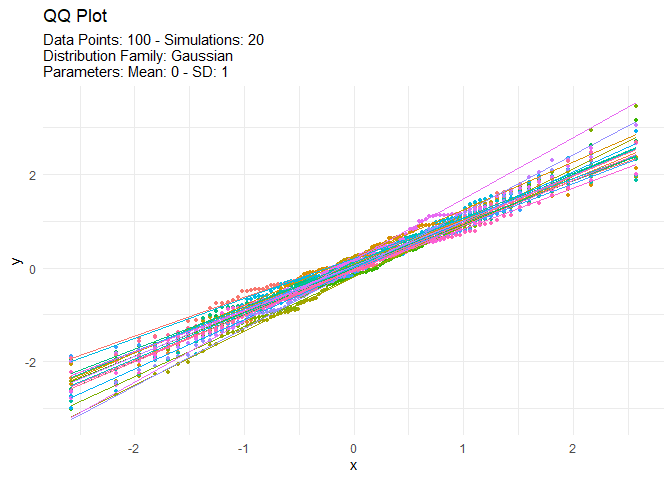 QQ Plot
Data Points: 100 - Simulations: 20
Distribution Family: Gaussian
Parameters: Mean: 0 - SD: 1
2
0
-2
y
-2
-1
0
1
2
x